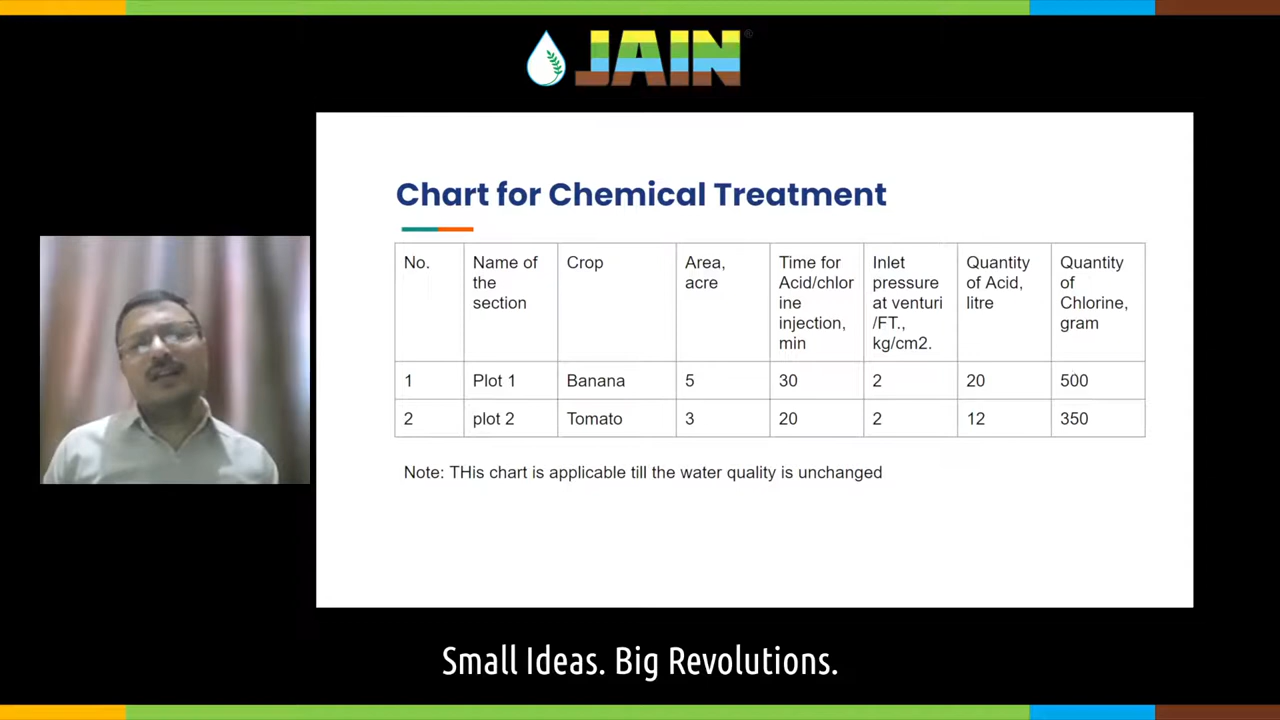 JAIN®
Chart for Chemical Treatment
No.
Name of
the
section
Crop
Area,
acre
Time for
Acid/chlor
ine
injection,
min
Inlet
pressure
at venturi
/FT.,
kg/cm2.
Quantity
of Acid,
litre
Quantity
of
Chlorine,
gram
1 Plot 1 Banana 5 30 2 20 500
2 plot 2 Tomato 3 20 2 12 350
Note: THis chart is applicable till the water quality is unchanged
Small Ideas. Big Revolutions.